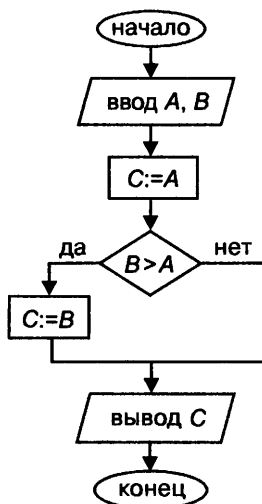 начало
ввод A, B
C:=A
B>A
да
нет
C:=B
вывод C
конец